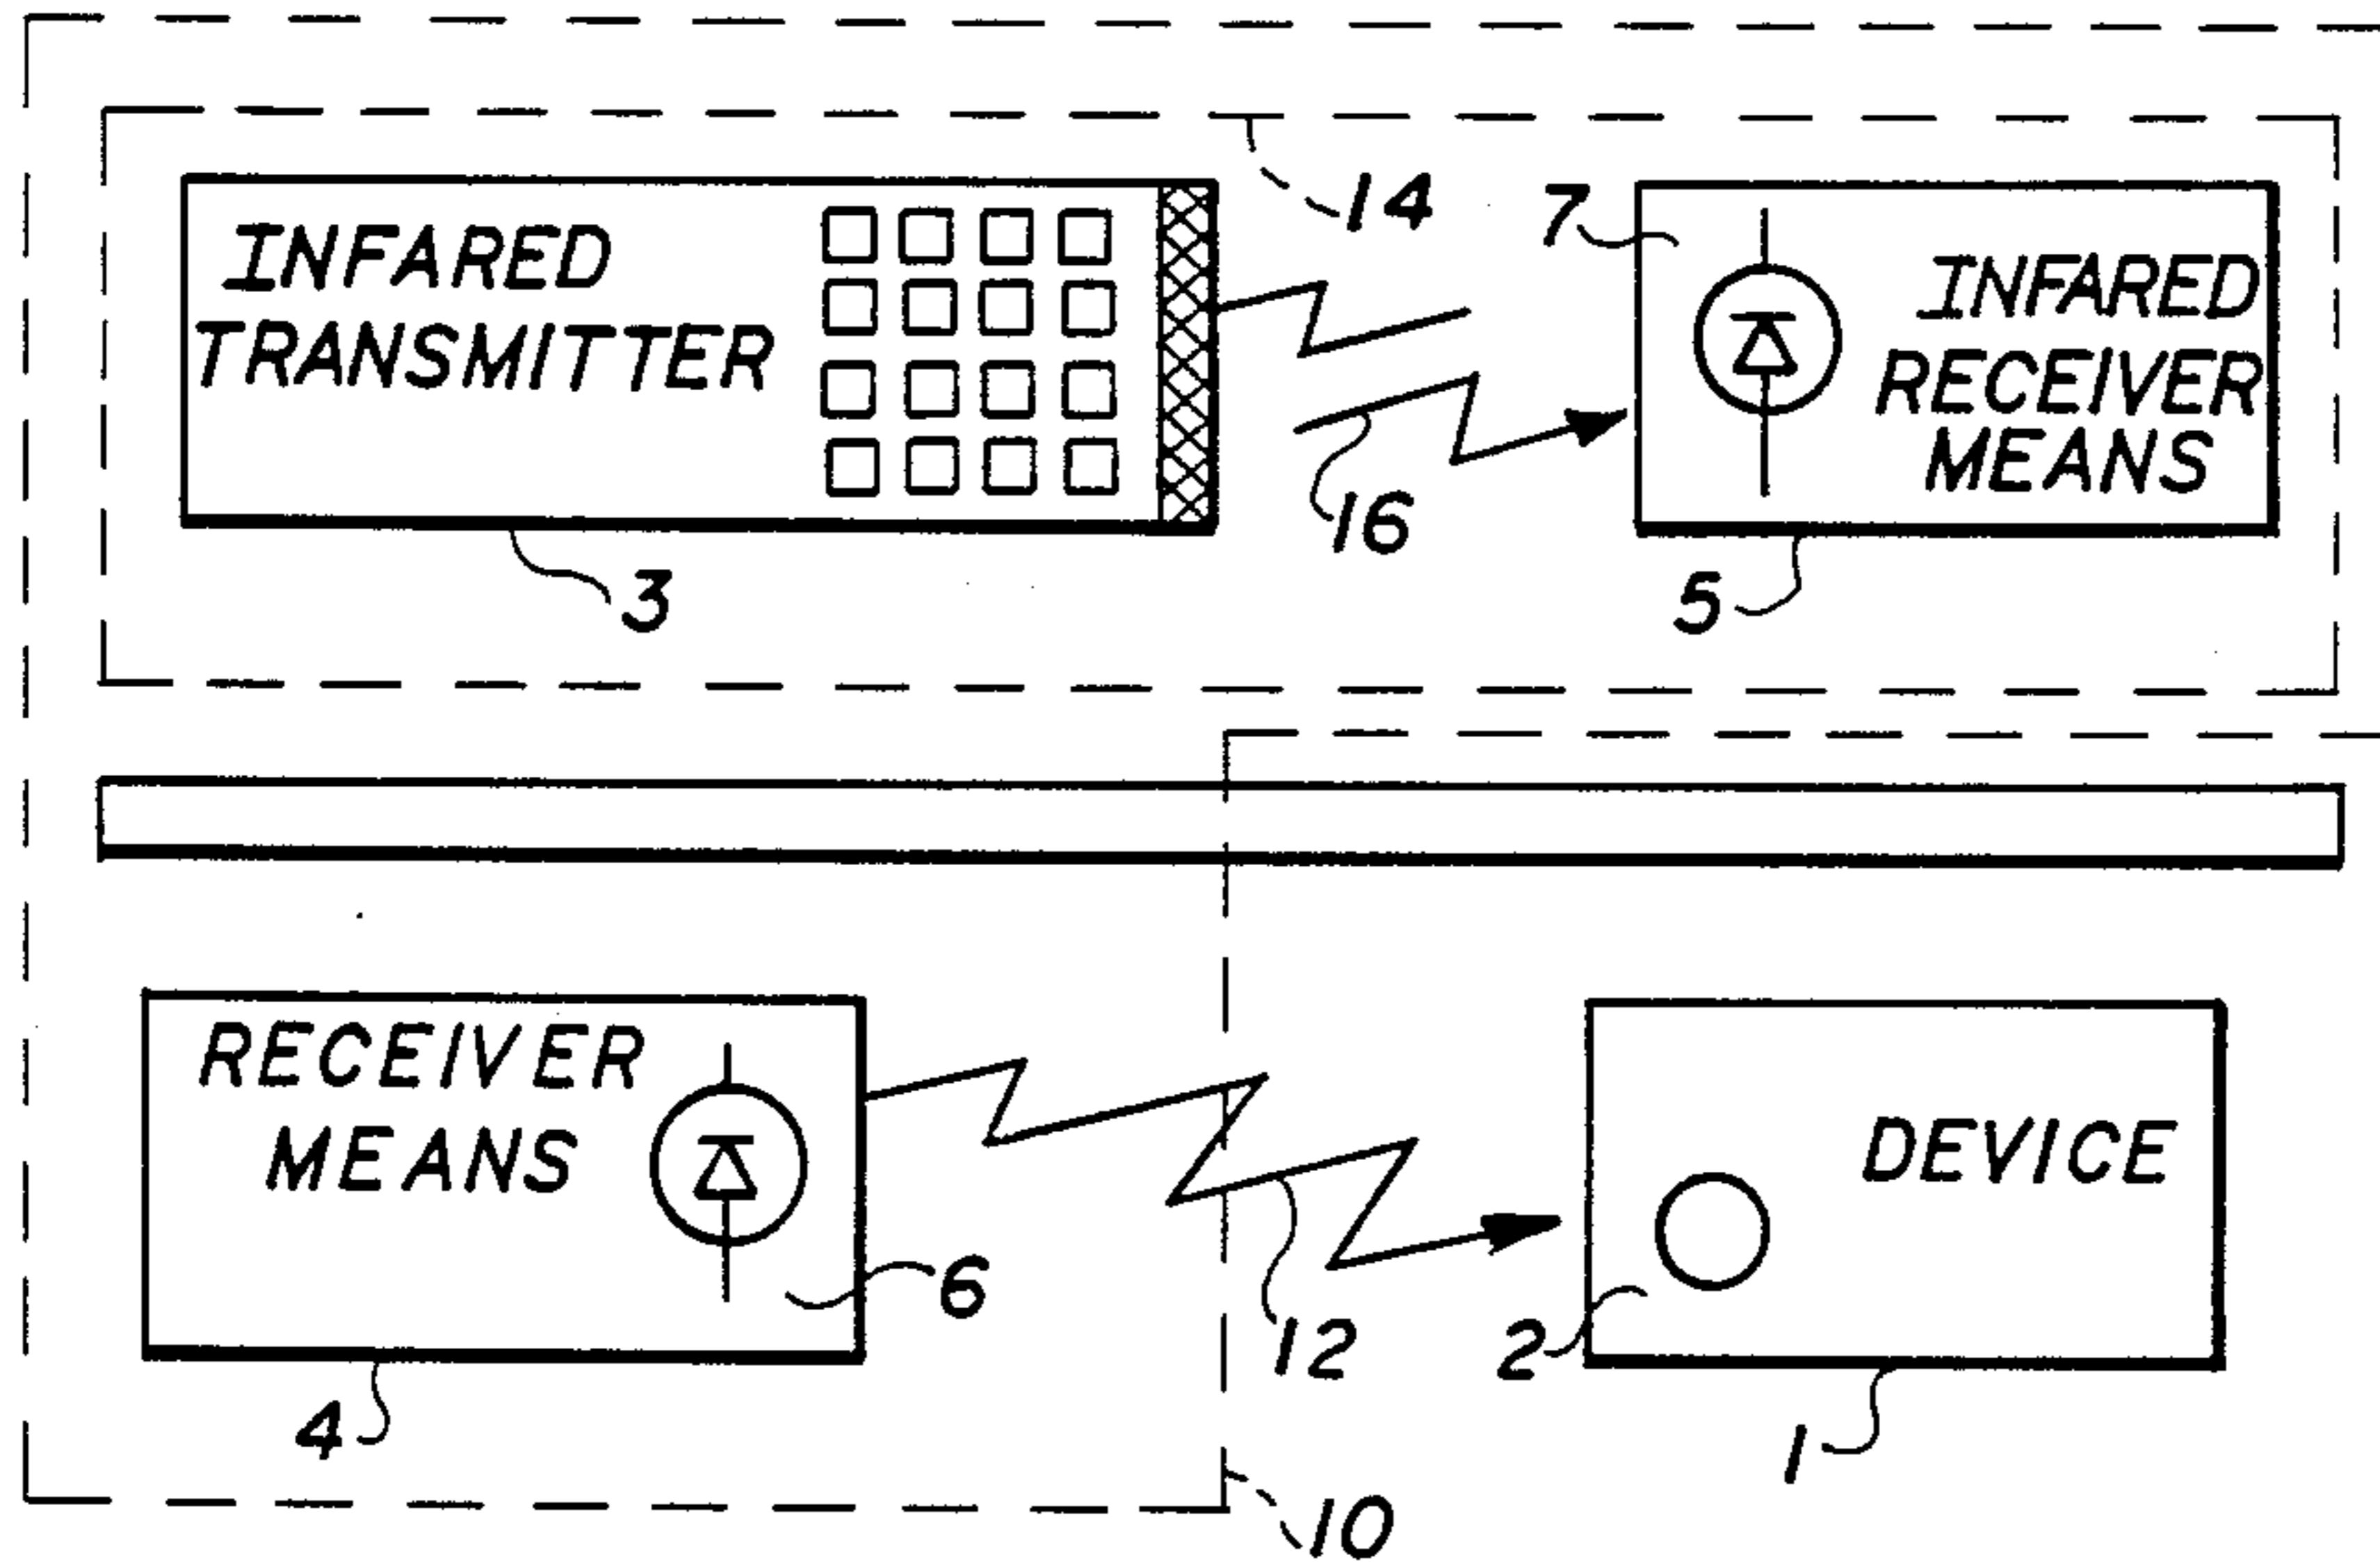 INFARED
TRANSMITTER
14
7
INFARED
RECEIVER
MEANS
16
3
5
RECEIVER
MEANS
DEVICE
6
12
2
4
1
10